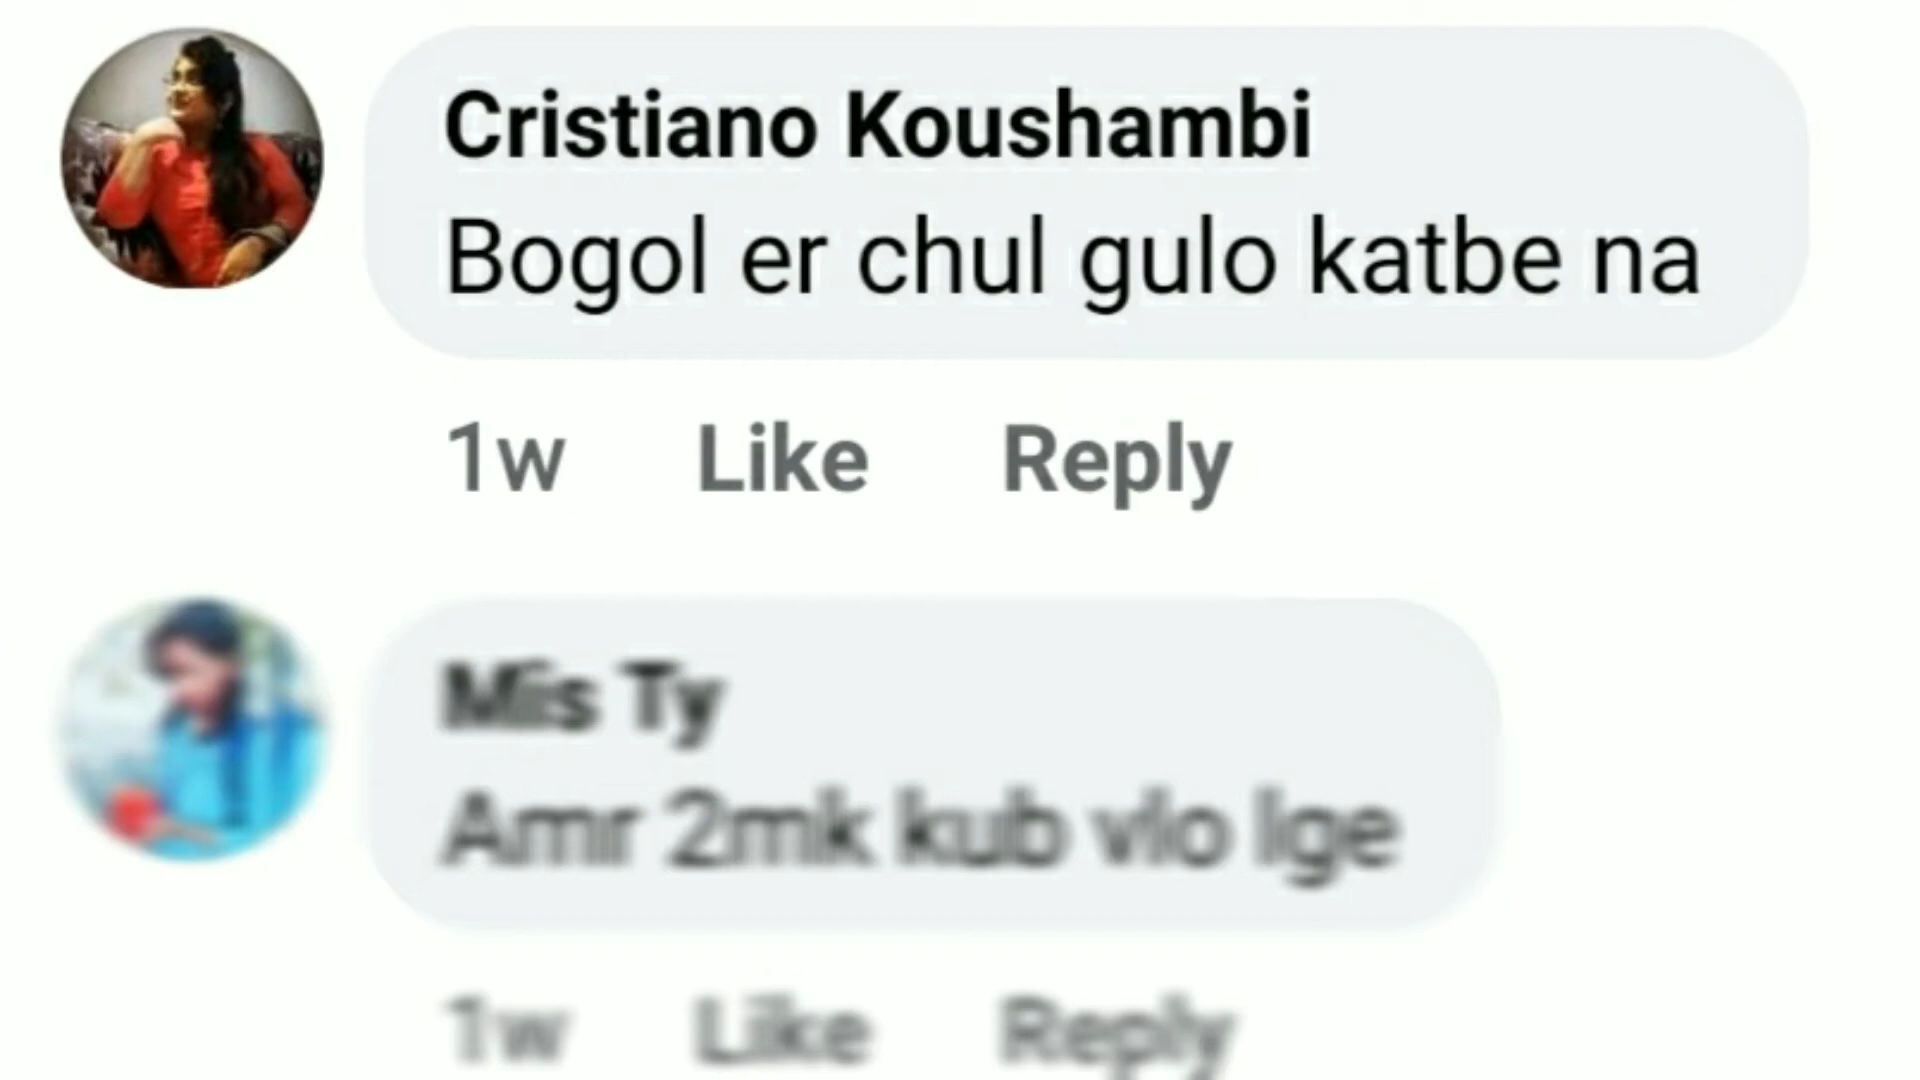 Cristiano Koushambi
Bogol er chul gulo katbe na
1w Like Reply
Mis Ty
Amr 2mk kub vlo lge
1w Like Reply